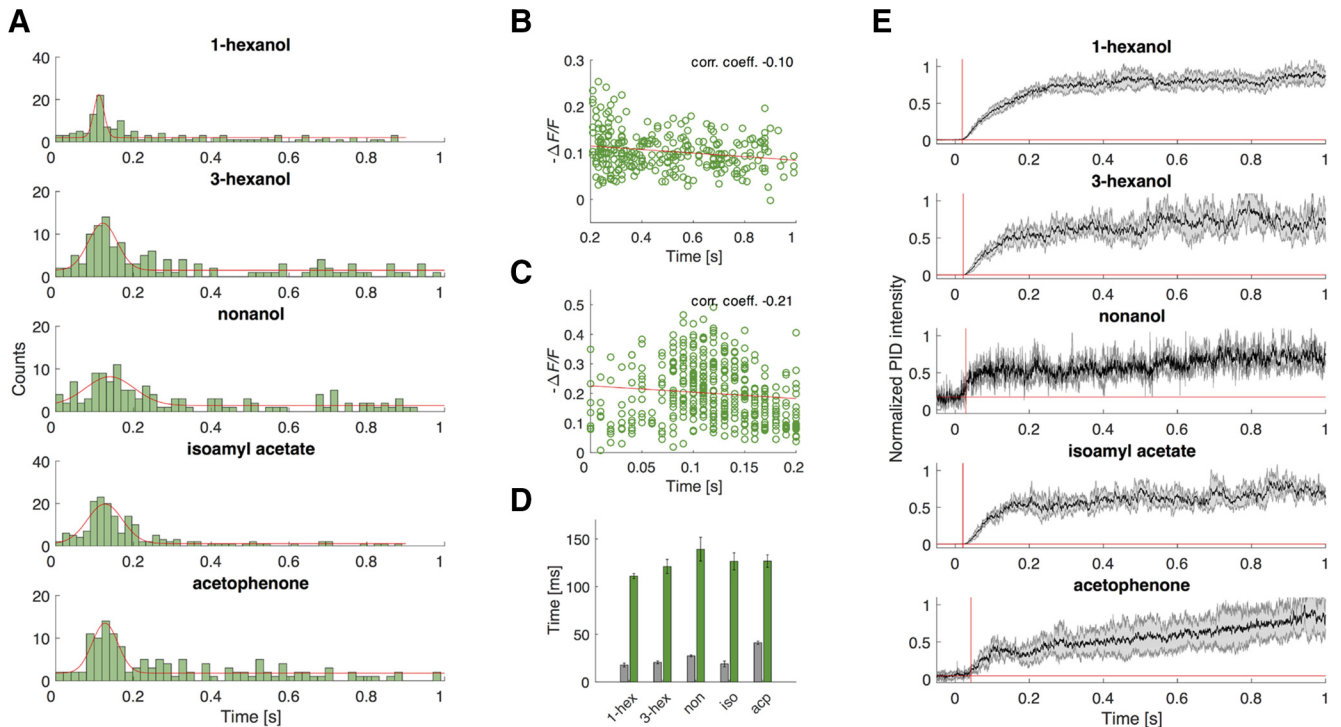 A
1-hexanol
40
20
0
0 0.2 0.4 0.6 0.8 1
3-hexanol
20
10
0
0 0.2 0.4 0.6 0.8 1
nonanol
20
10
0
0 0.2 0.4 0.6 0.8 1
isoamyl acetate
40
20
0
0 0.2 0.4 0.6 0.8 1
acetophenone
20
10
0
0 0.2 0.4 0.6 0.8 1
Counts
Time [s]
B
corr. coeff. -0.10
0.3
0.2
0.1
0
-ΔF/F
0.2 0.4 0.6 0.8 1
Time [s]
C
corr. coeff. -0.21
0.5
0.4
0.3
0.2
0.1
0
-ΔF/F
0 0.05 0.1 0.15 0.2
Time [s]
D
150
100
50
0
Time [ms]
1-hex 3-hex non iso acp
E
1-hexanol
1
0.5
0
0 0.2 0.4 0.6 0.8 1
3-hexanol
1
0.5
0
0 0.2 0.4 0.6 0.8 1
nonanol
1
0.5
0
0 0.2 0.4 0.6 0.8 1
isoamyl acetate
1
0.5
0
0 0.2 0.4 0.6 0.8 1
acetophenone
1
0.5
0
0 0.2 0.4 0.6 0.8 1
Normalized PID intensity
Time [s]